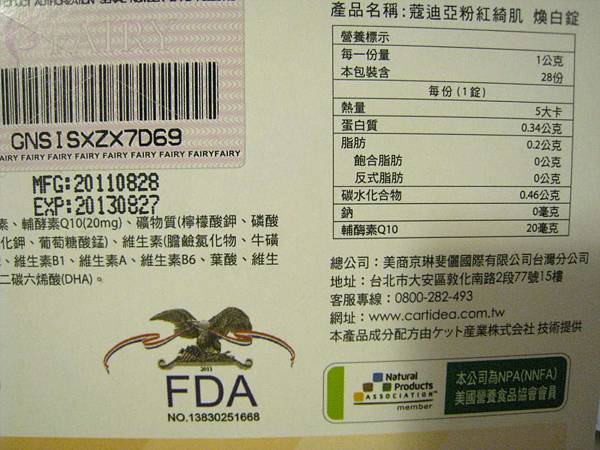 GNSISXZX7D69
FAIRY FAIRY FAIRY FAIRY FAIRY FAIRY FAIRY FAIRYFAIRY
MFG:20110828
EXP:20130827
素、輔酵素Q10(20mg)、礦物質(檸檬酸鉀、磷酸
化鉀、葡萄糖酸錳)、維生素(膽鹼氯化物、牛磺
、維生素B1、維生素A、維生素B6、葉酸、維生
二碳六烯酸(DHA)。
2011
FDA
NO.13830251668
產品名稱:蔻迪亞粉紅綺肌 煥白錠
營養標示
每一份量 1公克
本包裝含 28份
每份(1錠)
熱量 5大卡
蛋白質 0.34公克
脂肪 0.2公克
飽合脂肪 0公克
反式脂肪 0公克
碳水化合物 0.46公克
鈉 0毫克
輔酶素Q10 20毫克
總公司:美商京琳斐儷國際有限公司台灣分公司
地址:台北市大安區敦化南路2段77號15樓
客服專線:0800-282-493
網址:www.cartidea.com.tw
本產品成分配方由ケット産業株式会社 技術提供
Natural
Products
ASSOCIATION
member
本公司為NPA(NNFA)
美國營養食品協會會員